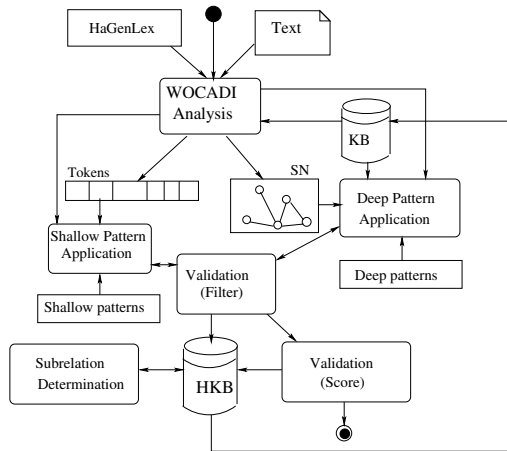 HaGenLex
Text
WOCADI
Analysis
KB
Tokens
SN
Shallow Pattern
Application
Deep Pattern
Application
Validation
(Filter)
Deep patterns
Shallow patterns
Subrelation
Determination
HKB
Validation
(Score)